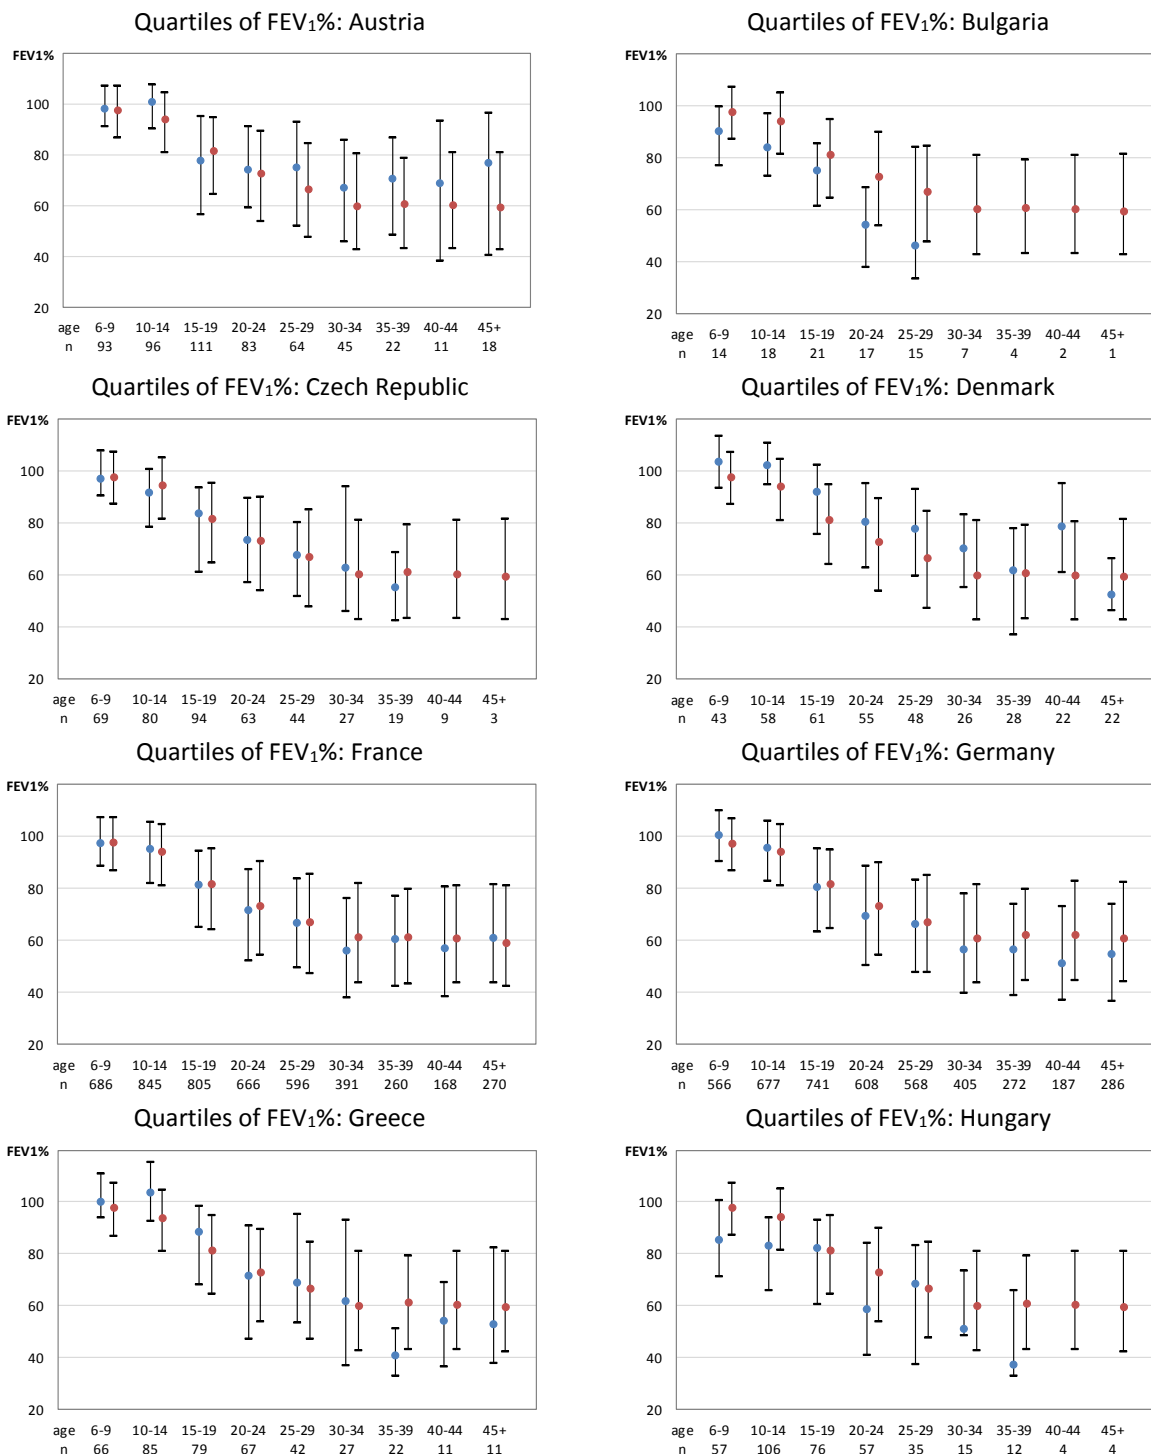 Quartiles of FEV₁%: Austria
FEV1%
100
80
60
40
20
age 6-9 10-14 15-19 20-24 25-29 30-34 35-39 40-44 45+
n 93 96 111 83 64 45 22 11 18
Quartiles of FEV₁%: Bulgaria
FEV1%
100
80
60
40
20
age 6-9 10-14 15-19 20-24 25-29 30-34 35-39 40-44 45+
n 14 18 21 17 15 7 4 2 1
Quartiles of FEV₁%: Czech Republic
FEV1%
100
80
60
40
20
age 6-9 10-14 15-19 20-24 25-29 30-34 35-39 40-44 45+
n 69 80 94 63 44 27 19 9 3
Quartiles of FEV₁%: Denmark
FEV1%
100
80
60
40
20
age 6-9 10-14 15-19 20-24 25-29 30-34 35-39 40-44 45+
n 43 58 61 55 48 26 28 22 22
Quartiles of FEV₁%: France
FEV1%
100
80
60
40
20
age 6-9 10-14 15-19 20-24 25-29 30-34 35-39 40-44 45+
n 686 845 805 666 596 391 260 168 270
Quartiles of FEV₁%: Germany
FEV1%
100
80
60
40
20
age 6-9 10-14 15-19 20-24 25-29 30-34 35-39 40-44 45+
n 566 677 741 608 568 405 272 187 286
Quartiles of FEV₁%: Greece
FEV1%
100
80
60
40
20
age 6-9 10-14 15-19 20-24 25-29 30-34 35-39 40-44 45+
n 66 85 79 67 42 27 22 11 11
Quartiles of FEV₁%: Hungary
FEV1%
100
80
60
40
20
age 6-9 10-14 15-19 20-24 25-29 30-34 35-39 40-44 45+
n 57 106 76 57 35 15 12 4 4